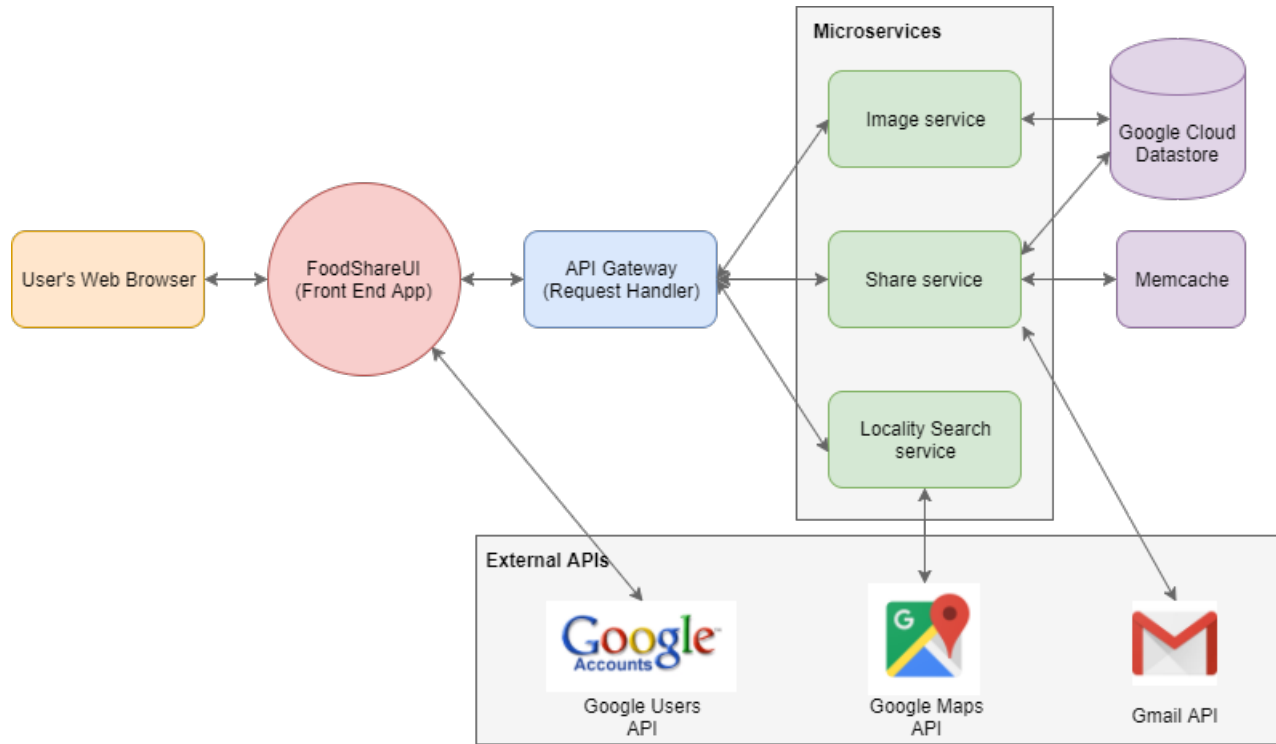 Microservices
Image service
Google Cloud
Datastore
User's Web Browser
FoodShareUI
(Front End App)
API Gateway
(Request Handler)
Share service
Memcache
Locality Search
service
External APIs
Google™
Accounts
G
Google Users
API
Google Maps
API
Gmail API